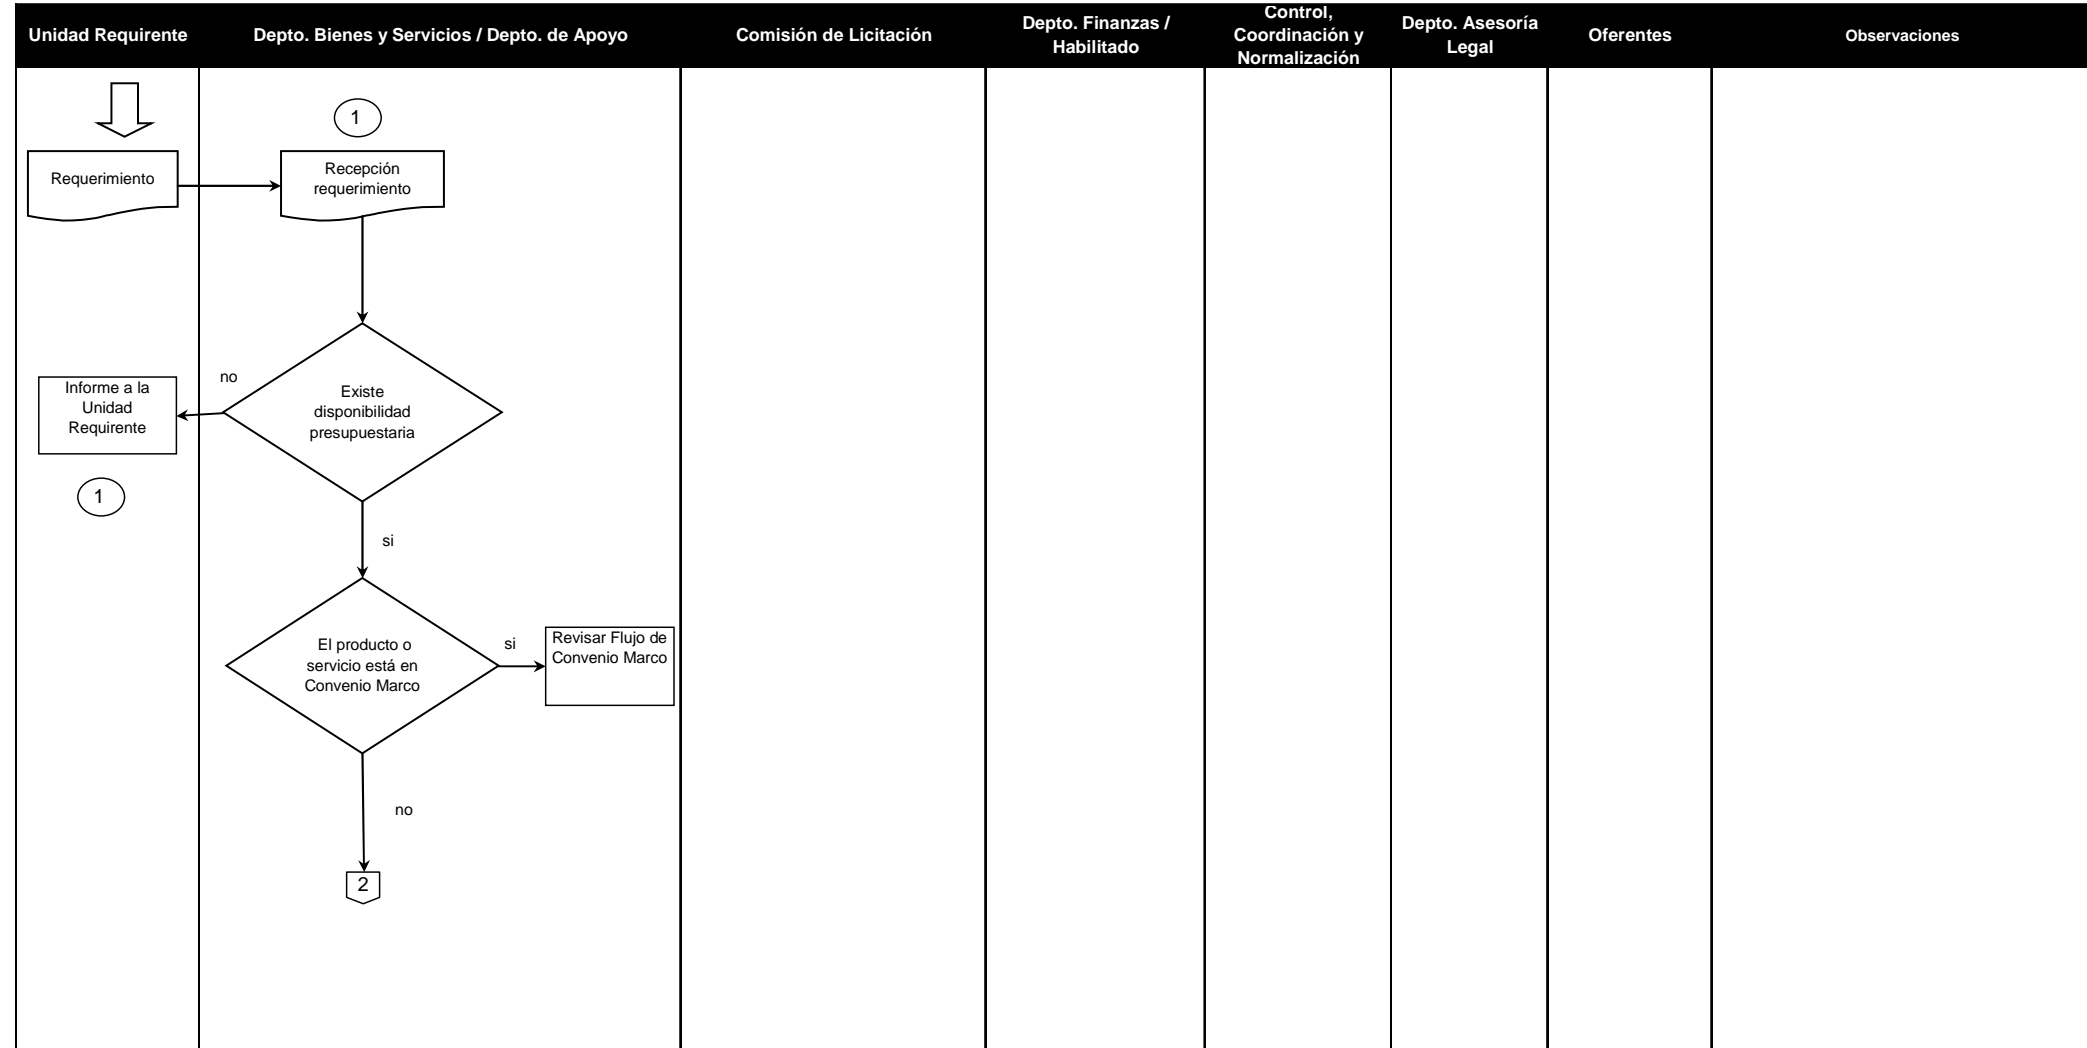 Unidad Requirente
Depto. Bienes y Servicios / Depto. de Apoyo
Comisión de Licitación
Depto. Finanzas /
Habilitado
Control,
Coordinación y
Normalización
Depto. Asesoría
Legal
Oferentes
Observaciones
1
Requerimiento
Recepción
requerimiento
no
Existe
disponibilidad
presupuestaria
Informe a la
Unidad
Requirente
1
si
El producto o
servicio está en
Convenio Marco
si
Revisar Flujo de
Convenio Marco
no
2